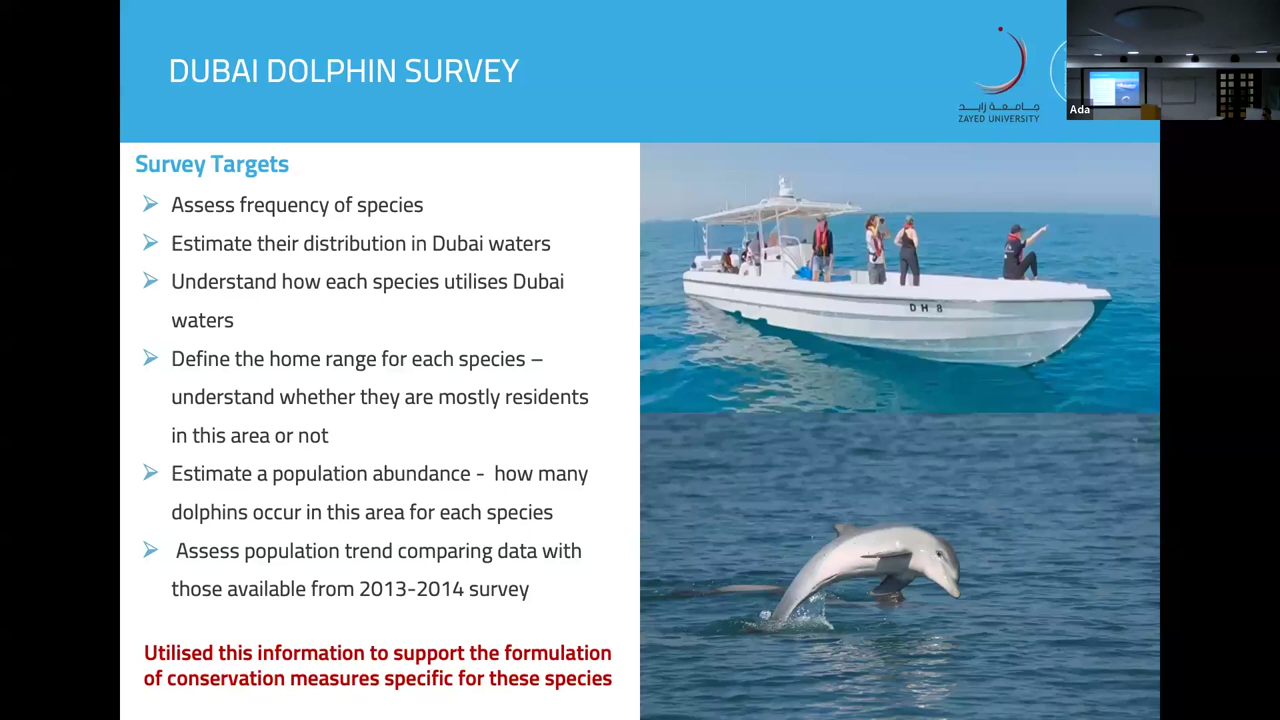 DUBAI DOLPHIN SURVEY
جامعة زايد
ZAYED UNIVERSITY
Ada
Survey Targets
Assess frequency of species
Estimate their distribution in Dubai waters
Understand how each species utilises Dubai
waters
Define the home range for each species –
understand whether they are mostly residents
in this area or not
Estimate a population abundance - how many
dolphins occur in this area for each species
Assess population trend comparing data with
those available from 2013-2014 survey
Utilised this information to support the formulation
of conservation measures specific for these species
DH 8